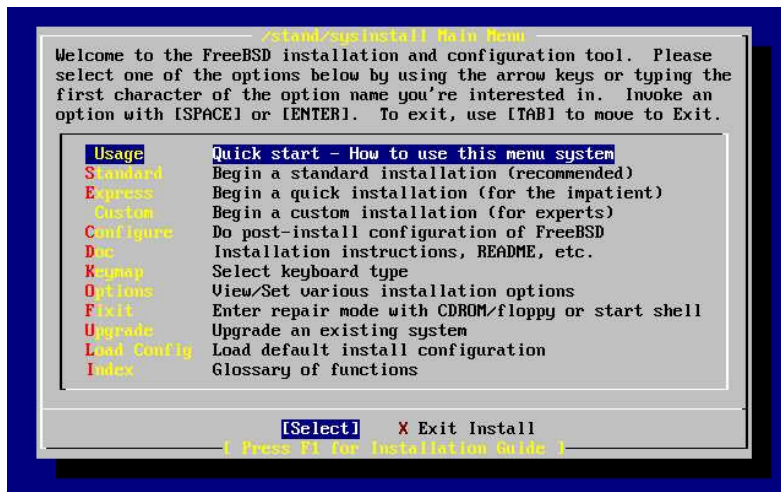 /stand/sysinstall Main Menu
Welcome to the FreeBSD installation and configuration tool.  Please
select one of the options below by using the arrow keys or typing the
first character of the option name you're interested in.  Invoke an
option with [SPACE] or [ENTER].  To exit, use [TAB] to move to Exit.
Usage Quick start - How to use this menu system
Standard Begin a standard installation (recommended)
Express Begin a quick installation (for the impatient)
Custom Begin a custom installation (for experts)
Configure Do post-install configuration of FreeBSD
Doc Installation instructions, README, etc.
Keymap Select keyboard type
Options View/Set various installation options
Fixit Enter repair mode with CDROM/floppy or start shell
Upgrade Upgrade an existing system
Load Config Load default install configuration
Index Glossary of functions
[Select] X Exit Install
[ Press F1 for Installation Guide ]